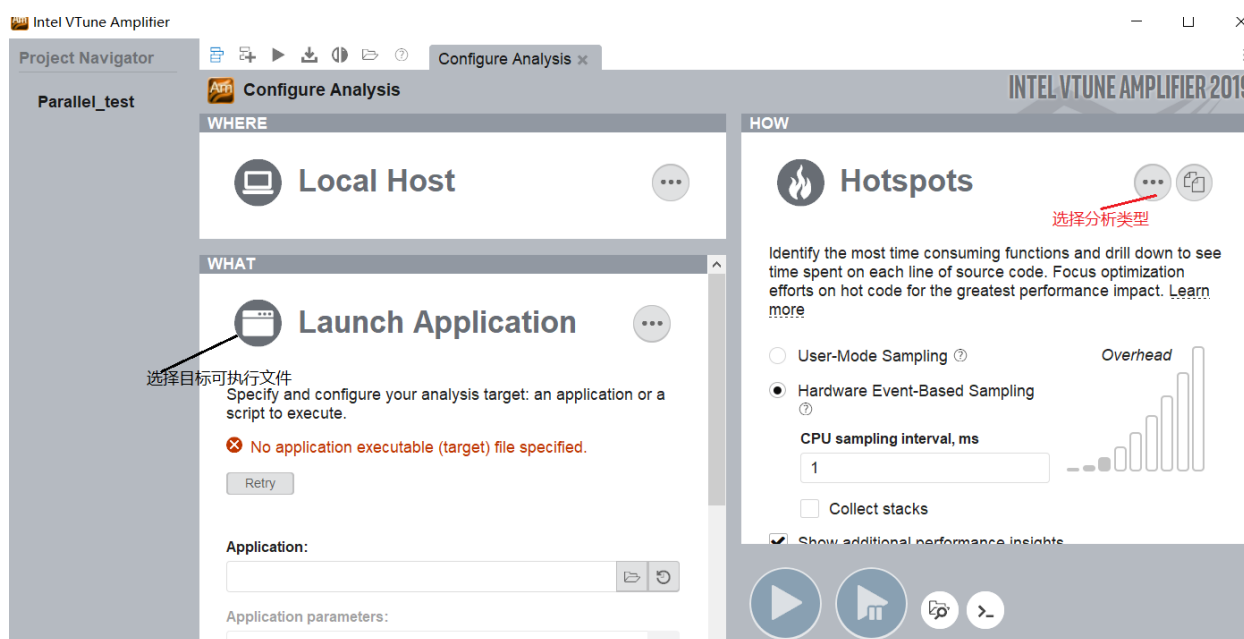 Intel VTune Amplifier
Project Navigator
Configure Analysis
Parallel_test
Configure Analysis
INTEL VTUNE AMPLIFIER 2019
WHERE
Local Host
WHAT
Launch Application
选择目标可执行文件
Specify and configure your analysis target: an application or a
script to execute.
No application executable (target) file specified.
Retry
Application:
Application parameters:
HOW
Hotspots
选择分析类型
Identify the most time consuming functions and drill down to see
time spent on each line of source code. Focus optimization
efforts on hot code for the greatest performance impact. Learn
more
User-Mode Sampling
Overhead
Hardware Event-Based Sampling
CPU sampling interval, ms
1
Collect stacks
Show additional performance insights